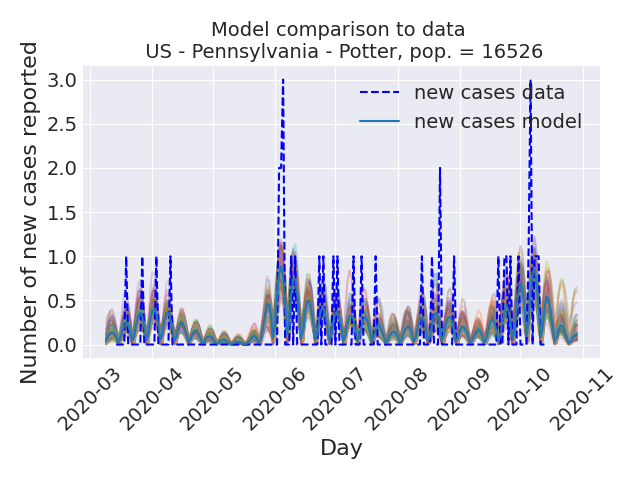 Model comparison to data
US - Pennsylvania - Potter, pop. = 16526
Number of new cases reported
3.0
2.5
2.0
1.5
1.0
0.5
0.0
new cases data
new cases model
2020-03
2020-04
2020-05
2020-06
2020-07
2020-08
2020-09
2020-10
2020-11
Day